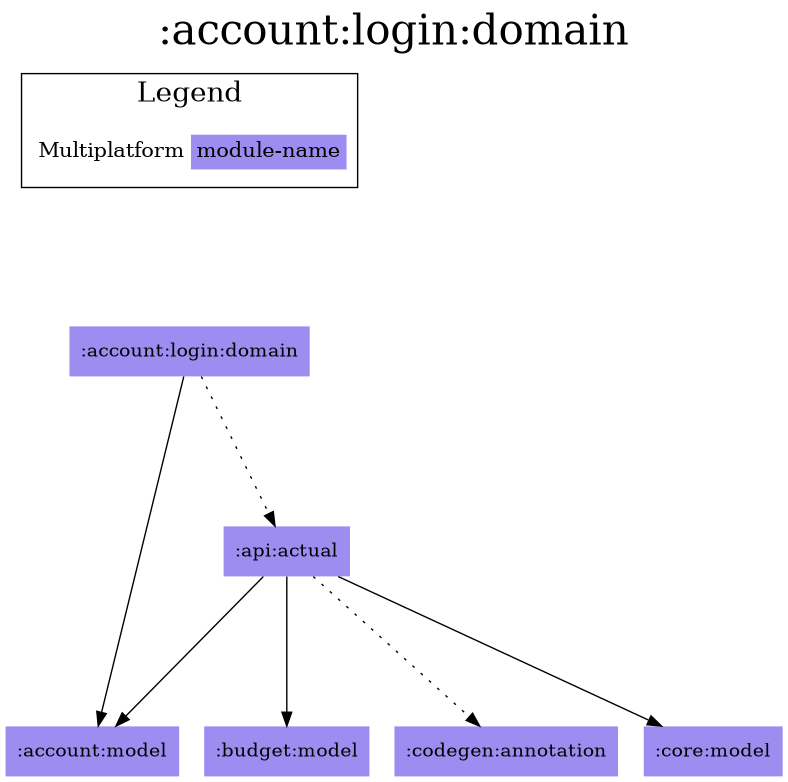 :account:login:domain
Legend
Multiplatform module-name
:account:login:domain
:api:actual
:account:model :budget:model :codegen:annotation :core:model